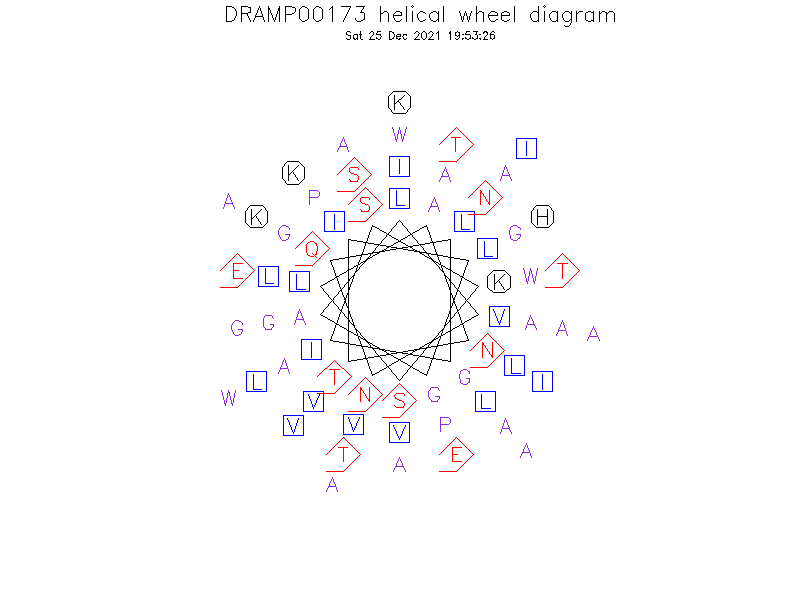 DRAMP00173 helical wheel diagram
Sat 25 Dec 2021 19:53:26
K
A W T I
K S I A A
A P S L A N
K I L H
G Q L G
E L L K W T
G G A V A A A
A I N L
L T G I
W V N S G L
V V V P A
T A E A
A